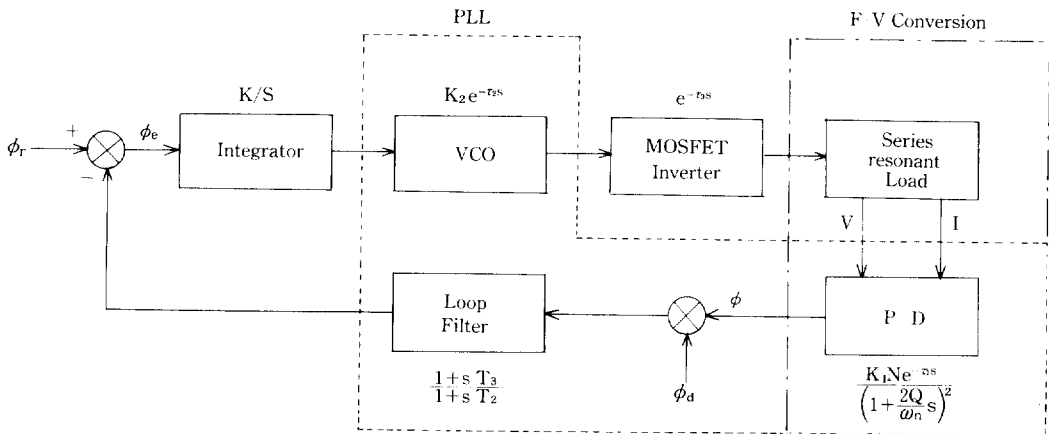 PLL
F V Conversion
K/S
K₂e^{-τ₂s}
e^{-τ₃s}
ϕr
+
−
ϕe
Integrator
VCO
MOSFET
Inverter
Series
resonant
Load
V
I
Loop
Filter
ϕ
P D
1+s T₃
1+s T₂
ϕd
K₁Ne^{-τ₁s}
(1+ 2Q/ωn s)²